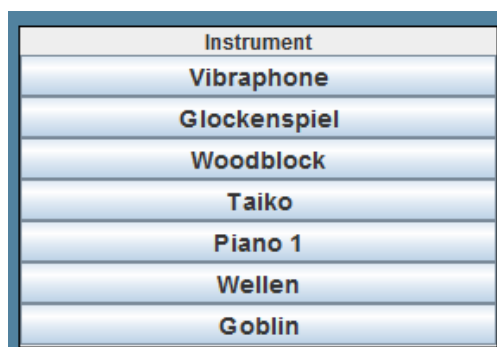 Instrument
Vibraphone
Glockenspiel
Woodblock
Taiko
Piano 1
Wellen
Goblin